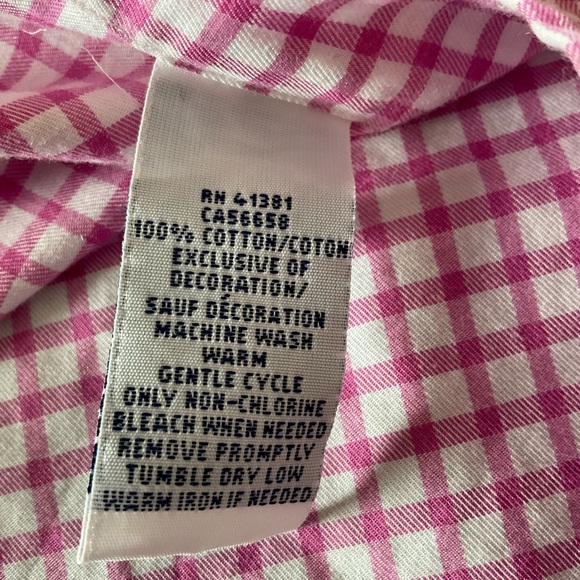 RN 41381
CA56658
100% COTTON/COTON
EXCLUSIVE OF
DECORATION/
SAUF DÉCORATION
MACHINE WASH
WARM
GENTLE CYCLE
ONLY NON-CHLORINE
BLEACH WHEN NEEDED
REMOVE PROMPTLY
TUMBLE DRY LOW
WARM IRON IF NEEDED